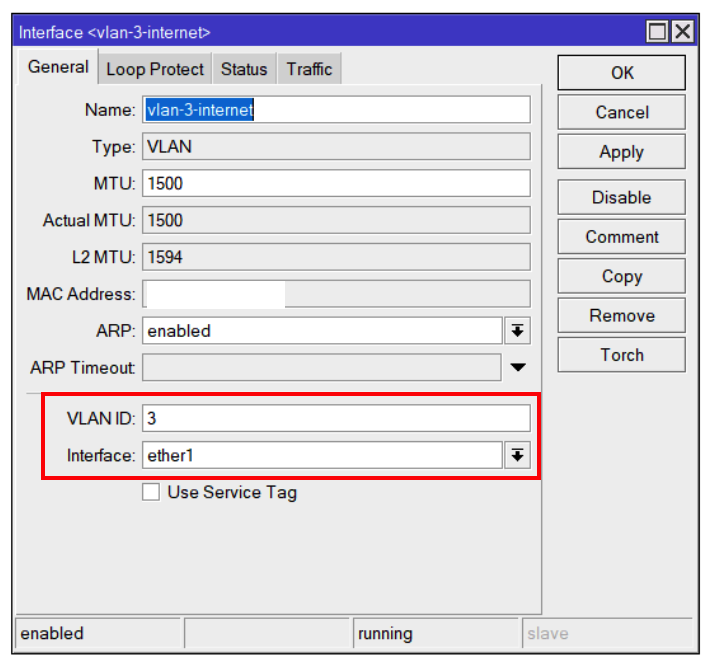 Interface <vlan-3-internet>
General Loop Protect Status Traffic
OK
Name: vlan-3-internet
Cancel
Type: VLAN
Apply
MTU: 1500
Disable
Actual MTU: 1500
Comment
L2 MTU: 1594
Copy
MAC Address:
Remove
ARP: enabled
Torch
ARP Timeout:
VLAN ID: 3
Interface: ether1
Use Service Tag
enabled running slave